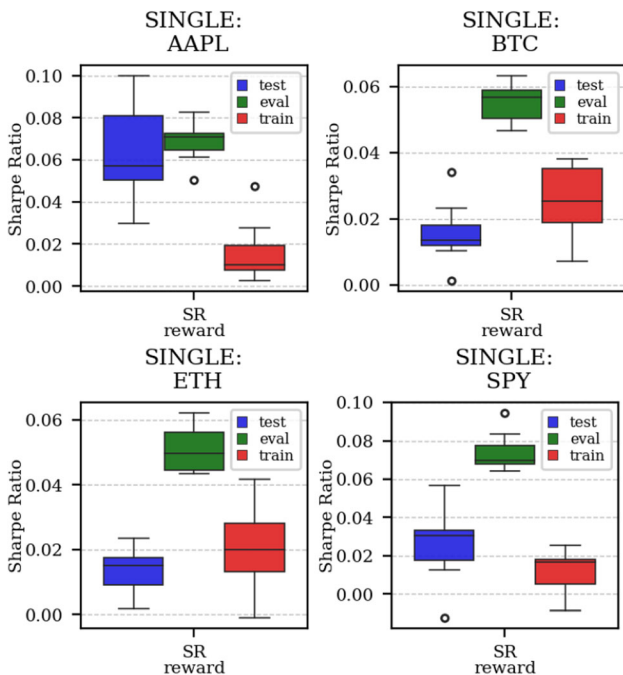 SINGLE:
AAPL
Sharpe Ratio
0.10
0.08
0.06
0.04
0.02
0.00
test
eval
train
SR
reward
SINGLE:
BTC
Sharpe Ratio
0.06
0.04
0.02
0.00
test
eval
train
SR
reward
SINGLE:
ETH
Sharpe Ratio
0.06
0.04
0.02
0.00
test
eval
train
SR
reward
SINGLE:
SPY
Sharpe Ratio
0.10
0.08
0.06
0.04
0.02
0.00
test
eval
train
SR
reward